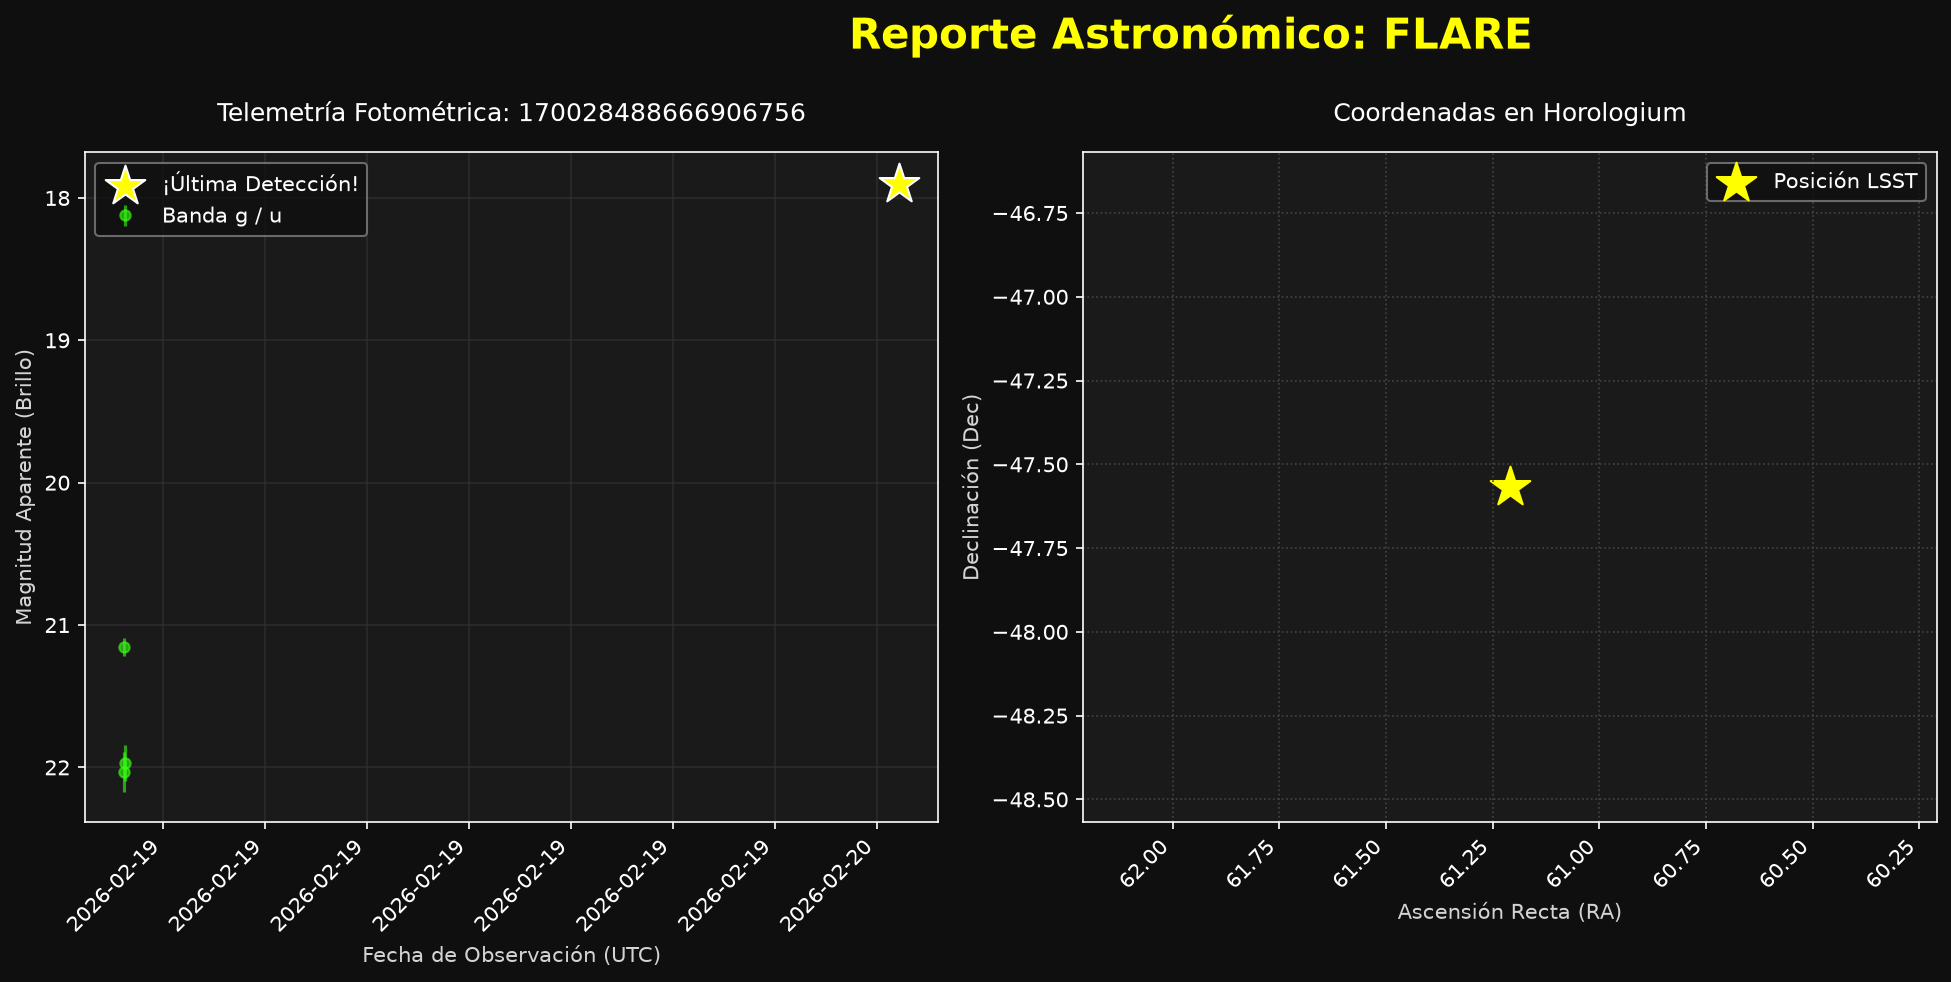 Reporte Astronómico: FLARE
Telemetría Fotométrica: 170028488666906756
¡Última Detección!
Banda g / u
Magnitud Aparente (Brillo)
18
19
20
21
22
2026-02-19
2026-02-19
2026-02-19
2026-02-19
2026-02-19
2026-02-19
2026-02-19
2026-02-20
Fecha de Observación (UTC)
Coordenadas en Horologium
Posición LSST
Declinación (Dec)
−46.75
−47.00
−47.25
−47.50
−47.75
−48.00
−48.25
−48.50
62.00
61.75
61.50
61.25
61.00
60.75
60.50
60.25
Ascensión Recta (RA)